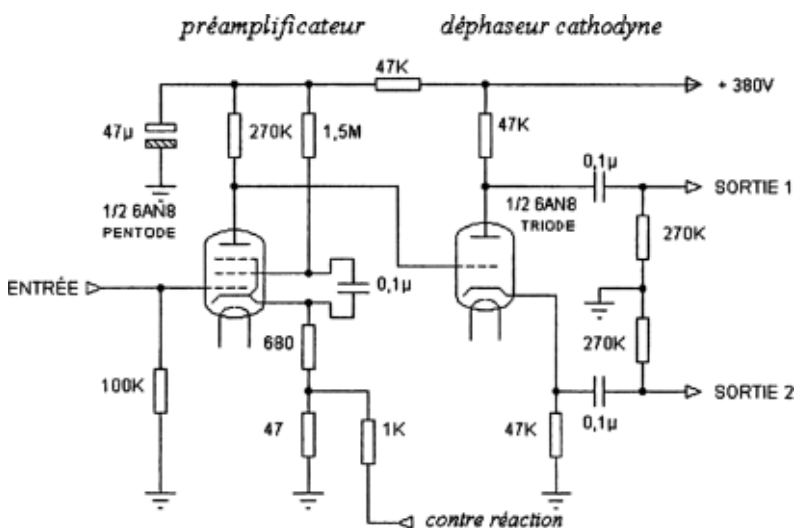 préamplificateur
déphaseur cathodyne
47K
+ 380V
47µ
270K
1,5M
47K
0,1µ
SORTIE 1
1/2 6AN8
PENTODE
1/2 6AN8
TRIODE
270K
ENTRÉE
0,1µ
680
270K
100K
SORTIE 2
47
1K
47K
0,1µ
contre réaction